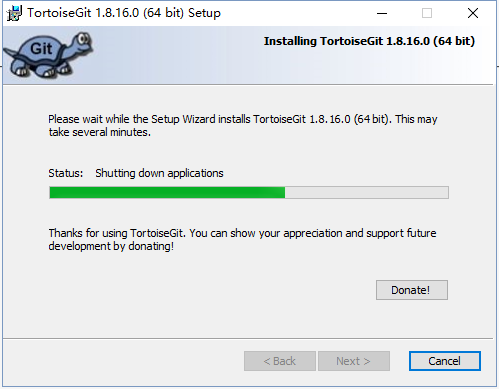 TortoiseGit 1.8.16.0 (64 bit) Setup
Git
Installing TortoiseGit 1.8.16.0 (64 bit)
Please wait while the Setup Wizard installs TortoiseGit 1.8.16.0 (64 bit). This may
take several minutes.
Status: Shutting down applications
Thanks for using TortoiseGit. You can show your appreciation and support future
development by donating!
Donate!
< Back Next > Cancel